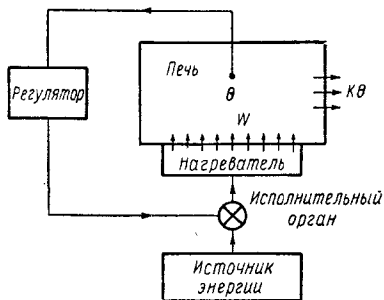 Печь
Регулятор
θ
Kθ
W
Нагреватель
Исполнительный
орган
Источник
энергии